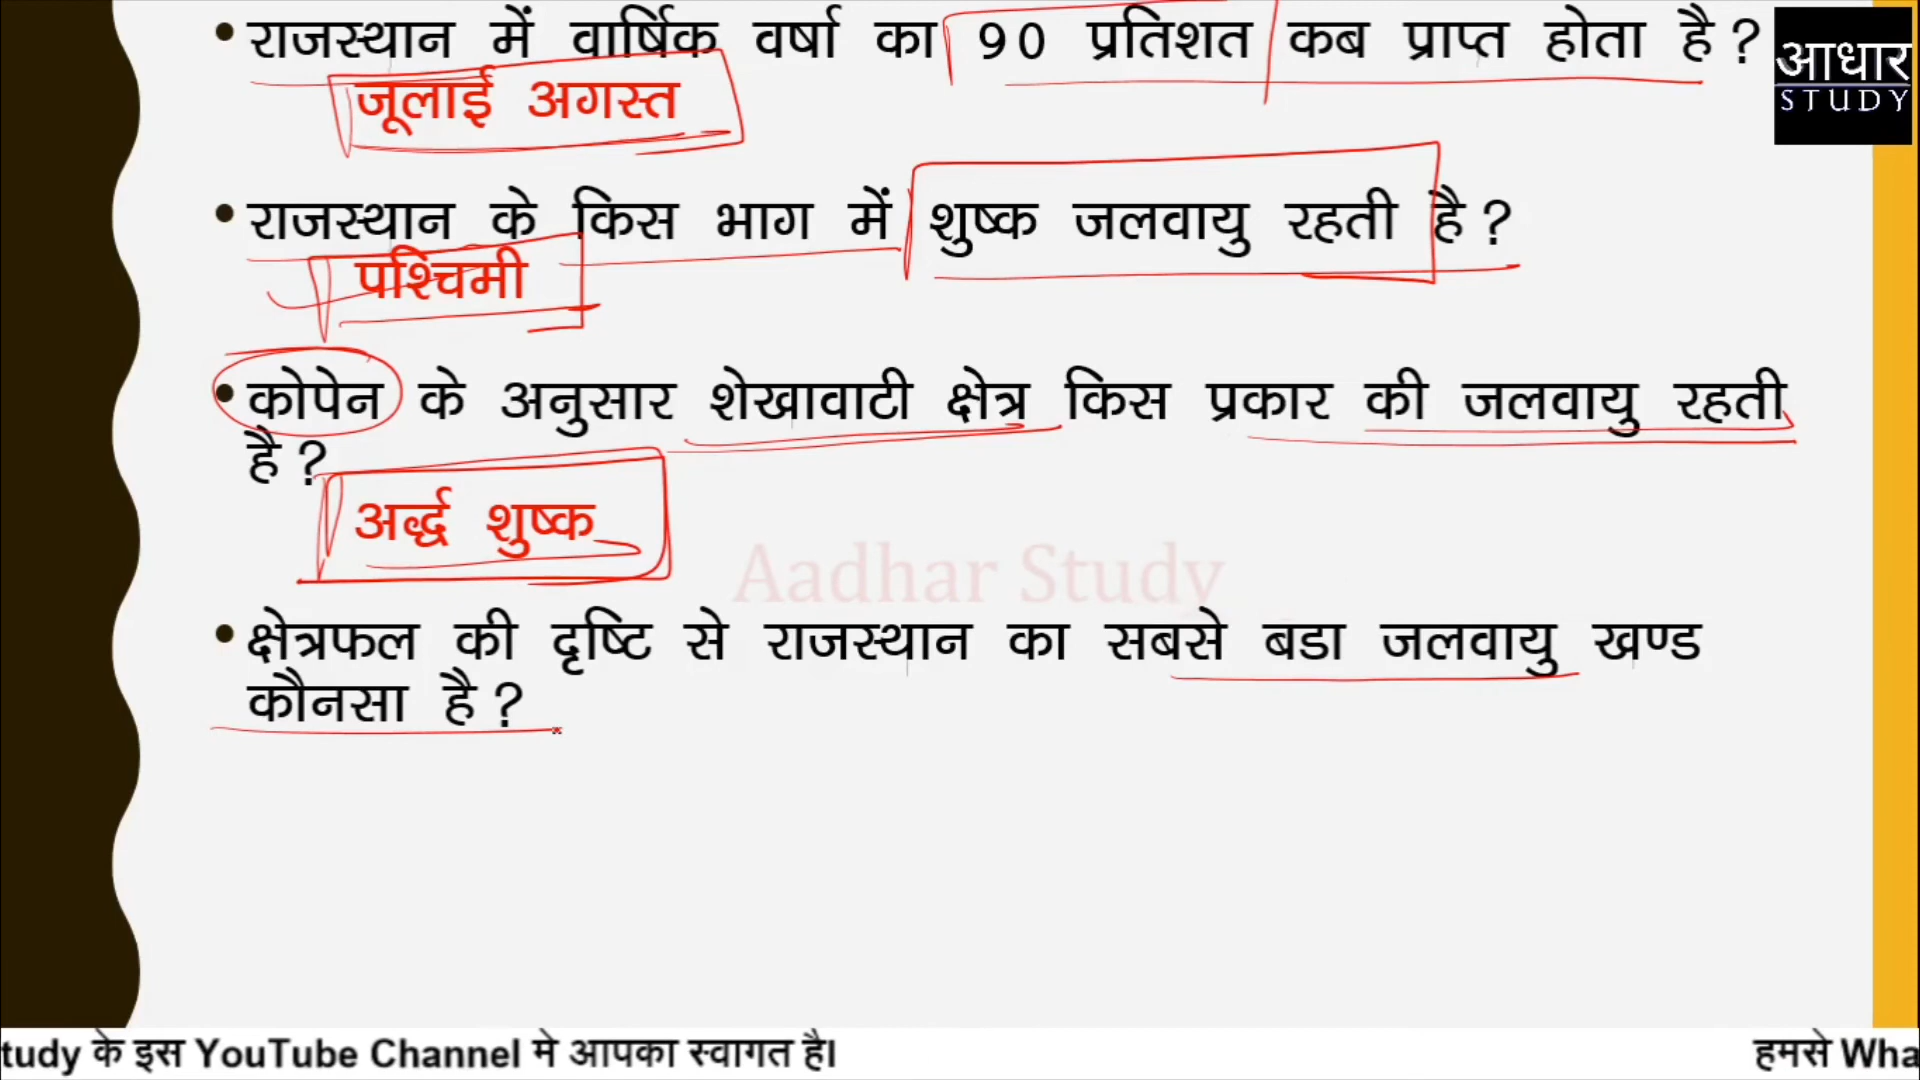 • राजस्थान में वार्षिक वर्षा का 90 प्रतिशत कब प्राप्त होता है?
जूलाई अगस्त
आधार
STUDY
• राजस्थान के किस भाग में शुष्क जलवायु रहती है?
पश्चिमी
• कोपेन के अनुसार शेखावाटी क्षेत्र किस प्रकार की जलवायु रहती
है?
अर्द्ध शुष्क
Aadhar Study
• क्षेत्रफल की दृष्टि से राजस्थान का सबसे बडा जलवायु खण्ड
कौनसा है?
tudy के इस YouTube Channel मे आपका स्वागत है। हमसे Wha